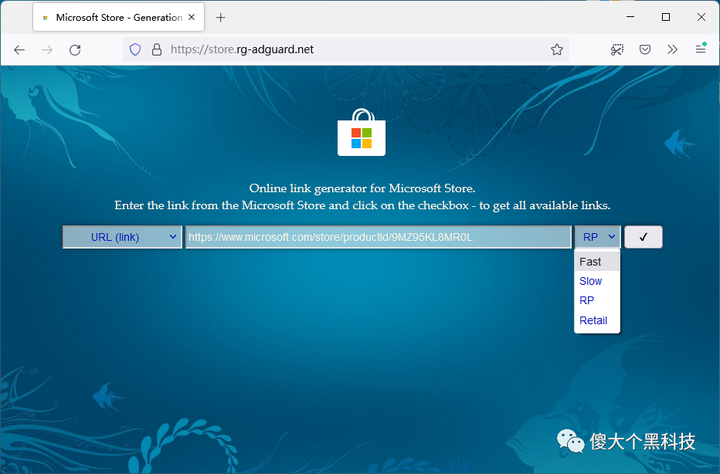 Microsoft Store - Generation
https://store.rg-adguard.net
Online link generator for Microsoft Store.
Enter the link from the Microsoft Store and click on the checkbox - to get all available links.
URL (link)
https://www.microsoft.com/store/productId/9MZ95KL8MR0L
RP
Fast
Slow
RP
Retail
傻大个黑科技